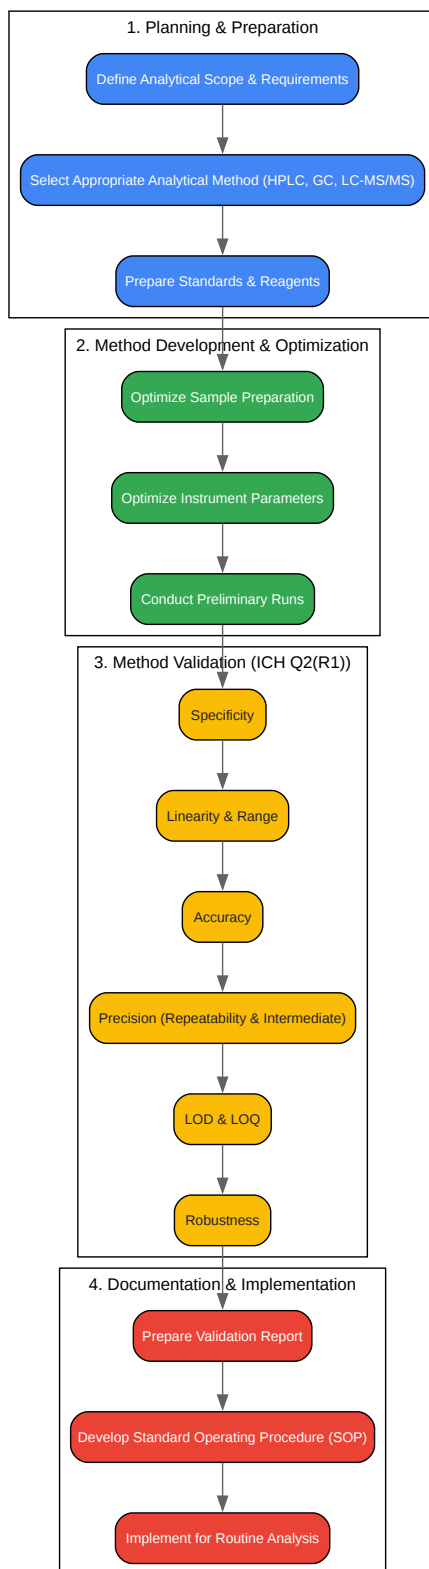 1. Planning & Preparation
Define Analytical Scope & Requirements
Select Appropriate Analytical Method (HPLC, GC, LC-MS/MS)
Prepare Standards & Reagents
2. Method Development & Optimization
Optimize Sample Preparation
Optimize Instrument Parameters
Conduct Preliminary Runs
3. Method Validation (ICH Q2(R1))
Specificity
Linearity & Range
Accuracy
Precision (Repeatability & Intermediate)
LOD & LOQ
Robustness
4. Documentation & Implementation
Prepare Validation Report
Develop Standard Operating Procedure (SOP)
Implement for Routine Analysis